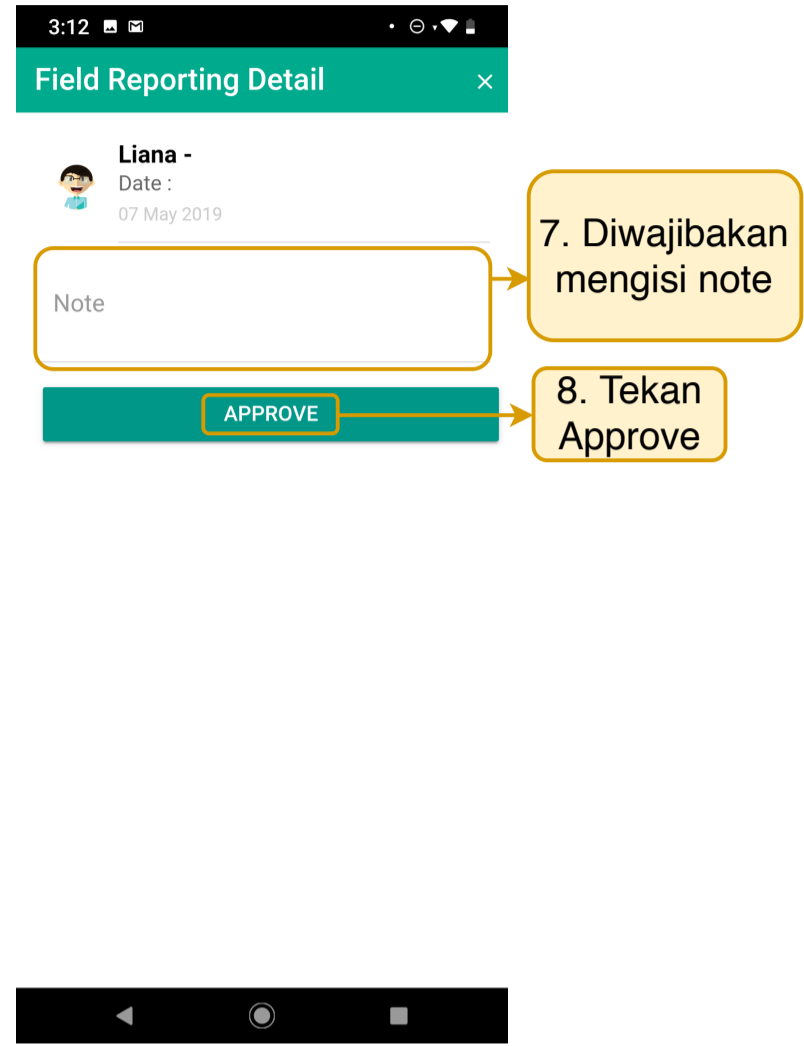 3:12
Field Reporting Detail ×
Liana -
Date :
07 May 2019
Note
APPROVE
7. Diwajibakan
mengisi note
8. Tekan
Approve